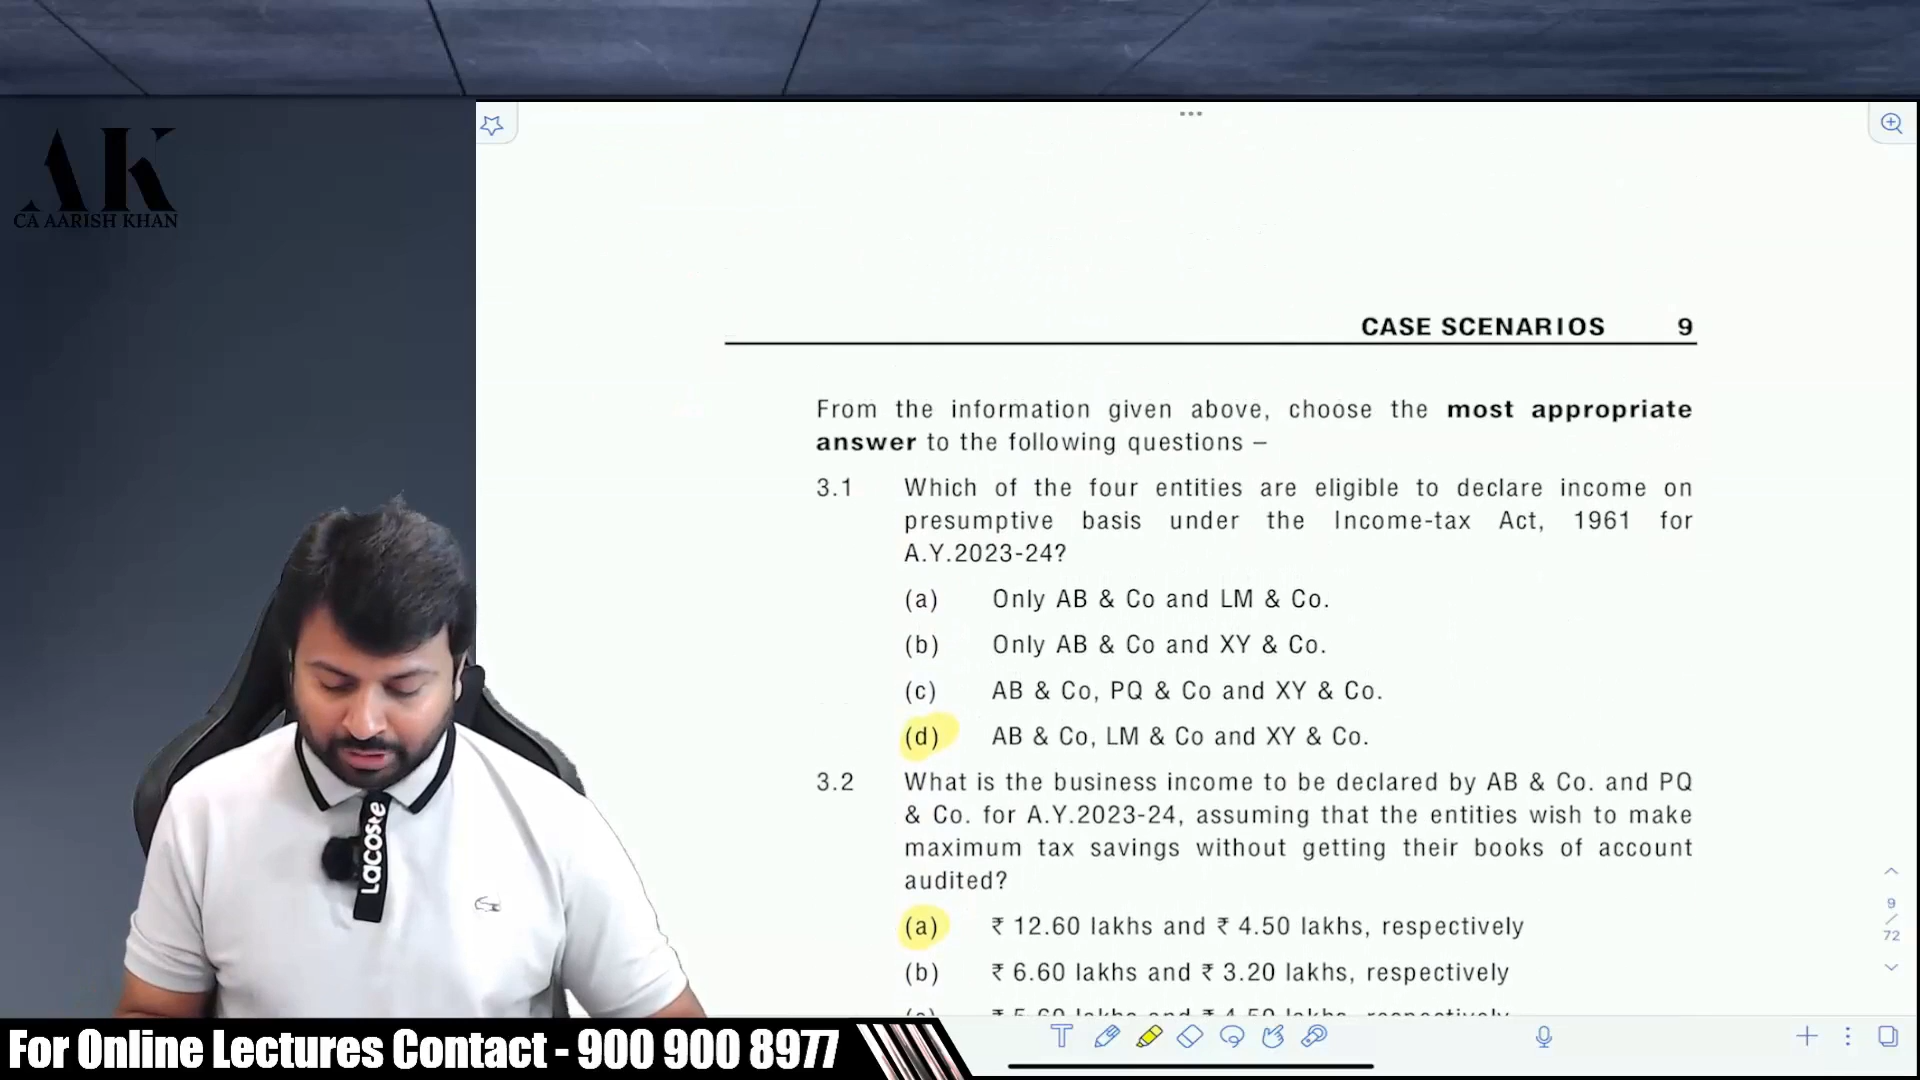 AK
CA AARISH KHAN
CASE SCENARIOS 9
From the information given above, choose the most appropriate
answer to the following questions –
3.1 Which of the four entities are eligible to declare income on
presumptive basis under the Income-tax Act, 1961 for
A.Y.2023-24?
(a) Only AB & Co and LM & Co.
(b) Only AB & Co and XY & Co.
(c) AB & Co, PQ & Co and XY & Co.
(d) AB & Co, LM & Co and XY & Co.
3.2 What is the business income to be declared by AB & Co. and PQ
& Co. for A.Y.2023-24, assuming that the entities wish to make
maximum tax savings without getting their books of account
audited?
(a) ₹ 12.60 lakhs and ₹ 4.50 lakhs, respectively
(b) ₹ 6.60 lakhs and ₹ 3.20 lakhs, respectively
9
/
72
Lacoste
For Online Lectures Contact - 900 900 8977
T